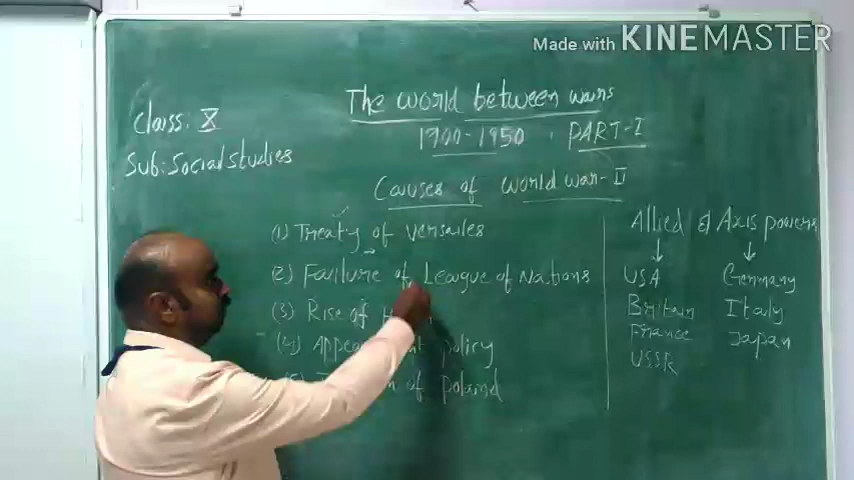 Made with KINEMASTER
The world between wars
1900-1950 . PART-I
Class: X
Sub: Social studies
Causes of world war-II
(1) Treaty of versailes
(2) Failure of League of Nations
(3) Rise of
(4) policy
of poland
Allied & Axis powers
USA Germany
Britain Italy
France Japan
USSR